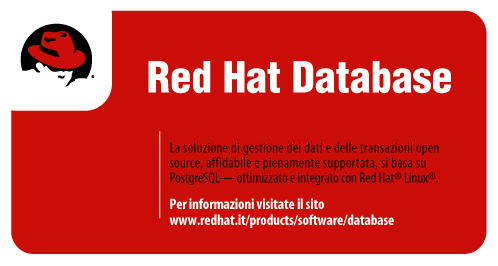 Red Hat Database
La soluzione di gestione dei dati e delle transazioni open
source, affidabile e pienamente supportata, si basa su
PostgreSQL— ottimizzato e integrato con Red Hat® Linux®.
Per informazioni visitate il sito
www.redhat.it/products/software/database